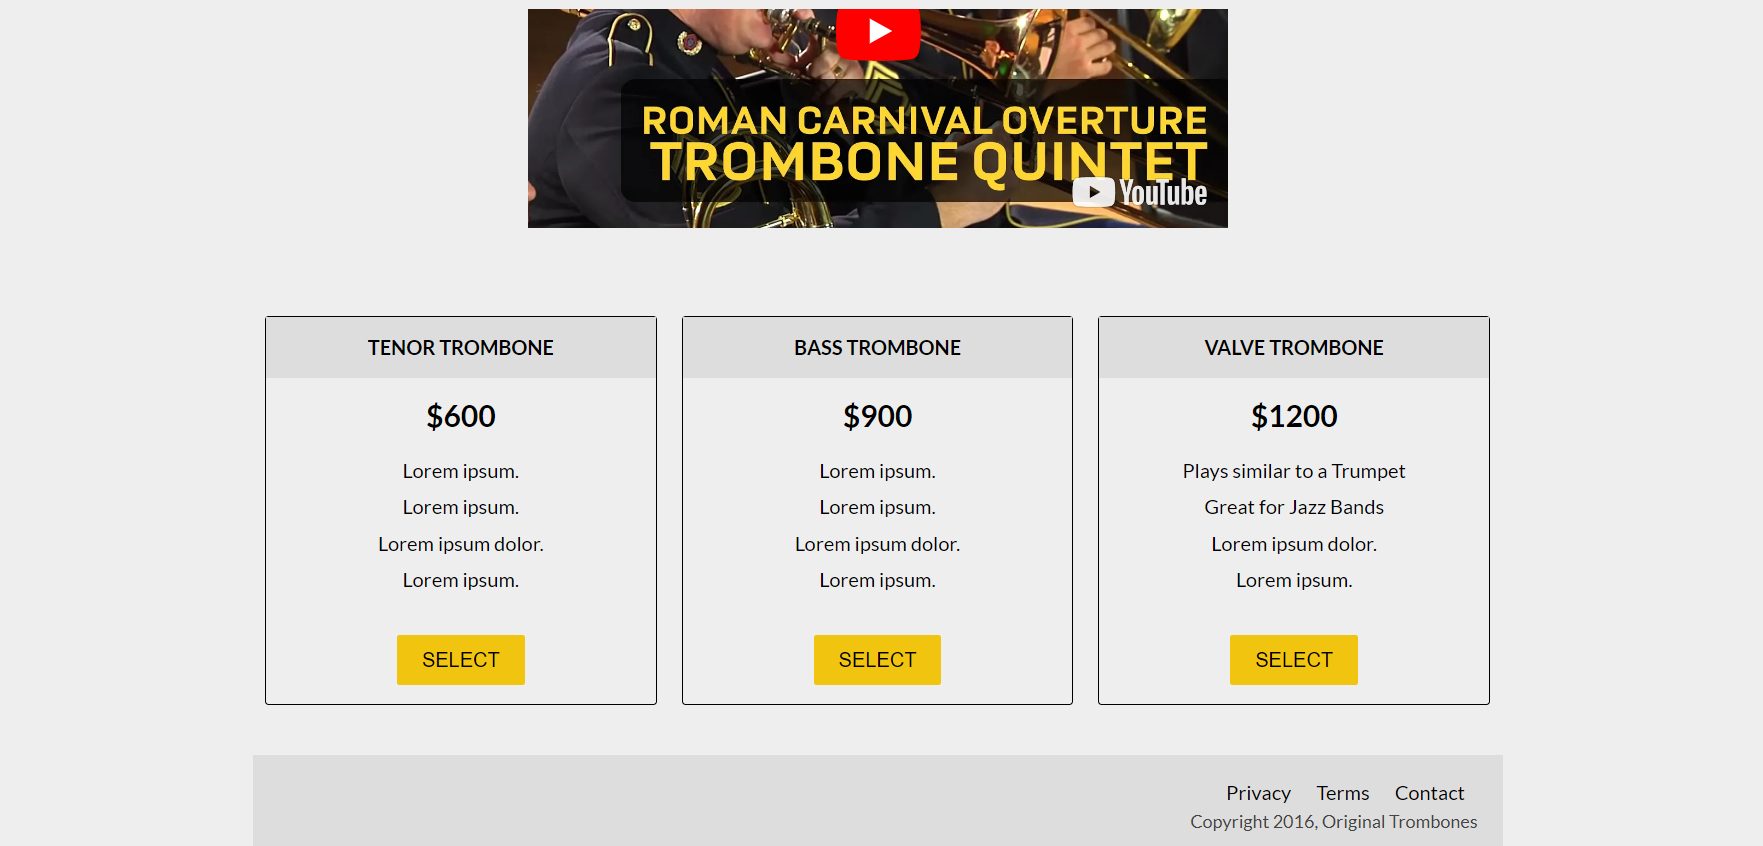 ROMAN CARNIVAL OVERTURE
TROMBONE QUINTET
YouTube
TENOR TROMBONE
$600
Lorem ipsum.
Lorem ipsum.
Lorem ipsum dolor.
Lorem ipsum.
SELECT
BASS TROMBONE
$900
Lorem ipsum.
Lorem ipsum.
Lorem ipsum dolor.
Lorem ipsum.
SELECT
VALVE TROMBONE
$1200
Plays similar to a Trumpet
Great for Jazz Bands
Lorem ipsum dolor.
Lorem ipsum.
SELECT
Privacy Terms Contact
Copyright 2016, Original Trombones